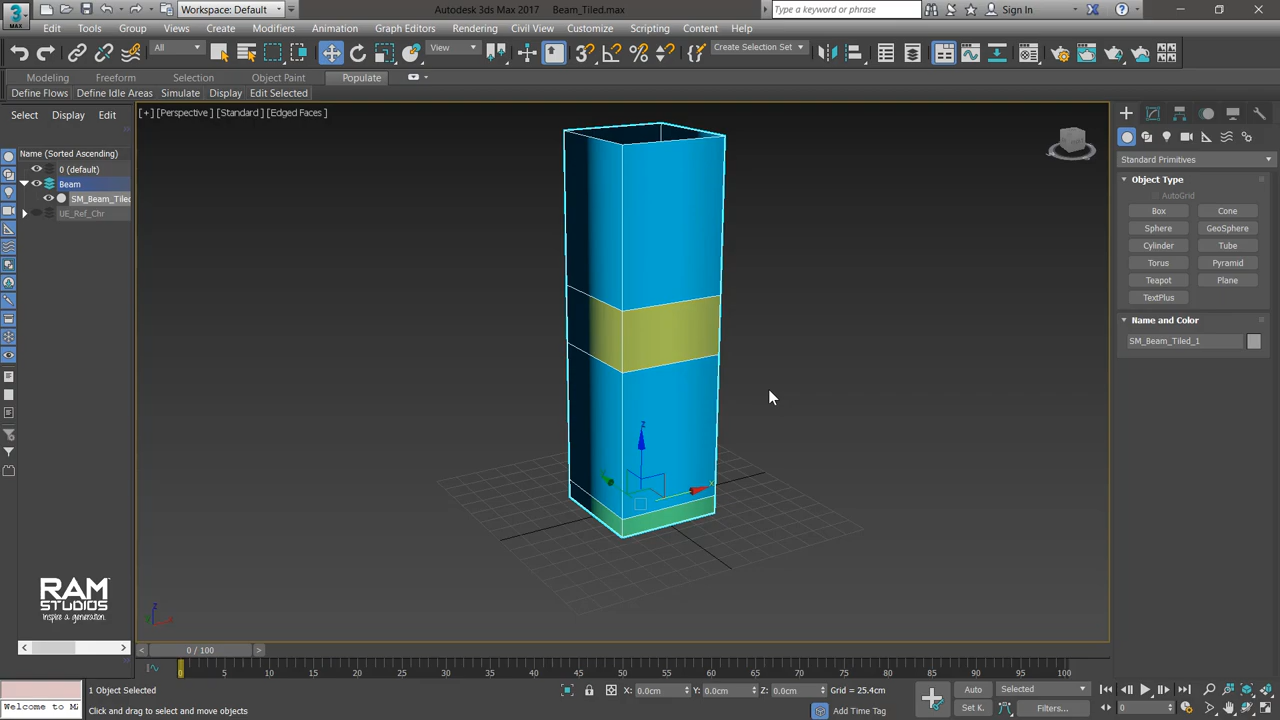 3
MAX
Workspace: Default
Autodesk 3ds Max 2017    Beam_Tiled.max
Type a keyword or phrase
Sign In
Edit Tools Group Views Create Modifiers Animation Graph Editors Rendering Civil View Customize Scripting Content Help
All
View
Create Selection Set
Modeling Freeform Selection Object Paint Populate
Define Flows Define Idle Areas Simulate Display Edit Selected
Select Display Edit
[+] [Perspective ] [Standard ] [Edged Faces ]
Name (Sorted Ascending)
0 (default)
Beam
SM_Beam_Tiled
UE_Ref_Chr
Standard Primitives
Object Type
AutoGrid
Box Cone
Sphere GeoSphere
Cylinder Tube
Torus Pyramid
Teapot Plane
TextPlus
Name and Color
SM_Beam_Tiled_1
z
x
RAM
STUDIOS
inspire a generation.
z
0 / 100
0 5 10 15 20 25 30 35 40 45 50 55 60 65 70 75 80 85 90 95 100
1 Object Selected
X: 0.0cm Y: 0.0cm Z: 0.0cm Grid = 25.4cm
Auto Selected
Welcome to M
Click and drag to select and move objects
Add Time Tag
Set K. Filters... 0